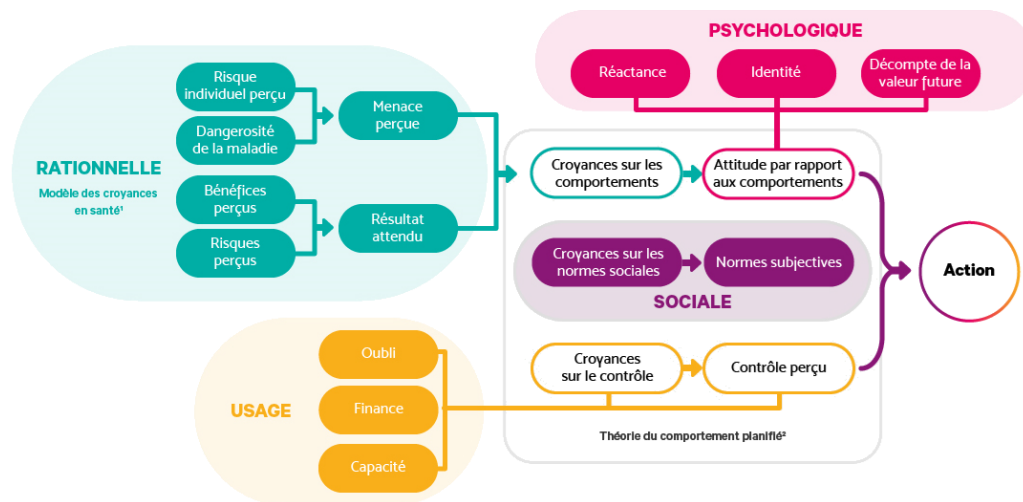 PSYCHOLOGIQUE
Réactance
Identité
Décompte de la
valeur future
Risque
individuel perçu
Dangerosité
de la maladie
Menace
perçue
RATIONNELLE
Modèle des croyances
en santé¹
Bénéfices
perçus
Risques
perçus
Résultat
attendu
Croyances sur les
comportements
Attitude par rapport
aux comportements
Croyances sur les
normes sociales
Normes subjectives
SOCIALE
Action
Croyances
sur le contrôle
Contrôle perçu
Théorie du comportement planifié²
USAGE
Oubli
Finance
Capacité